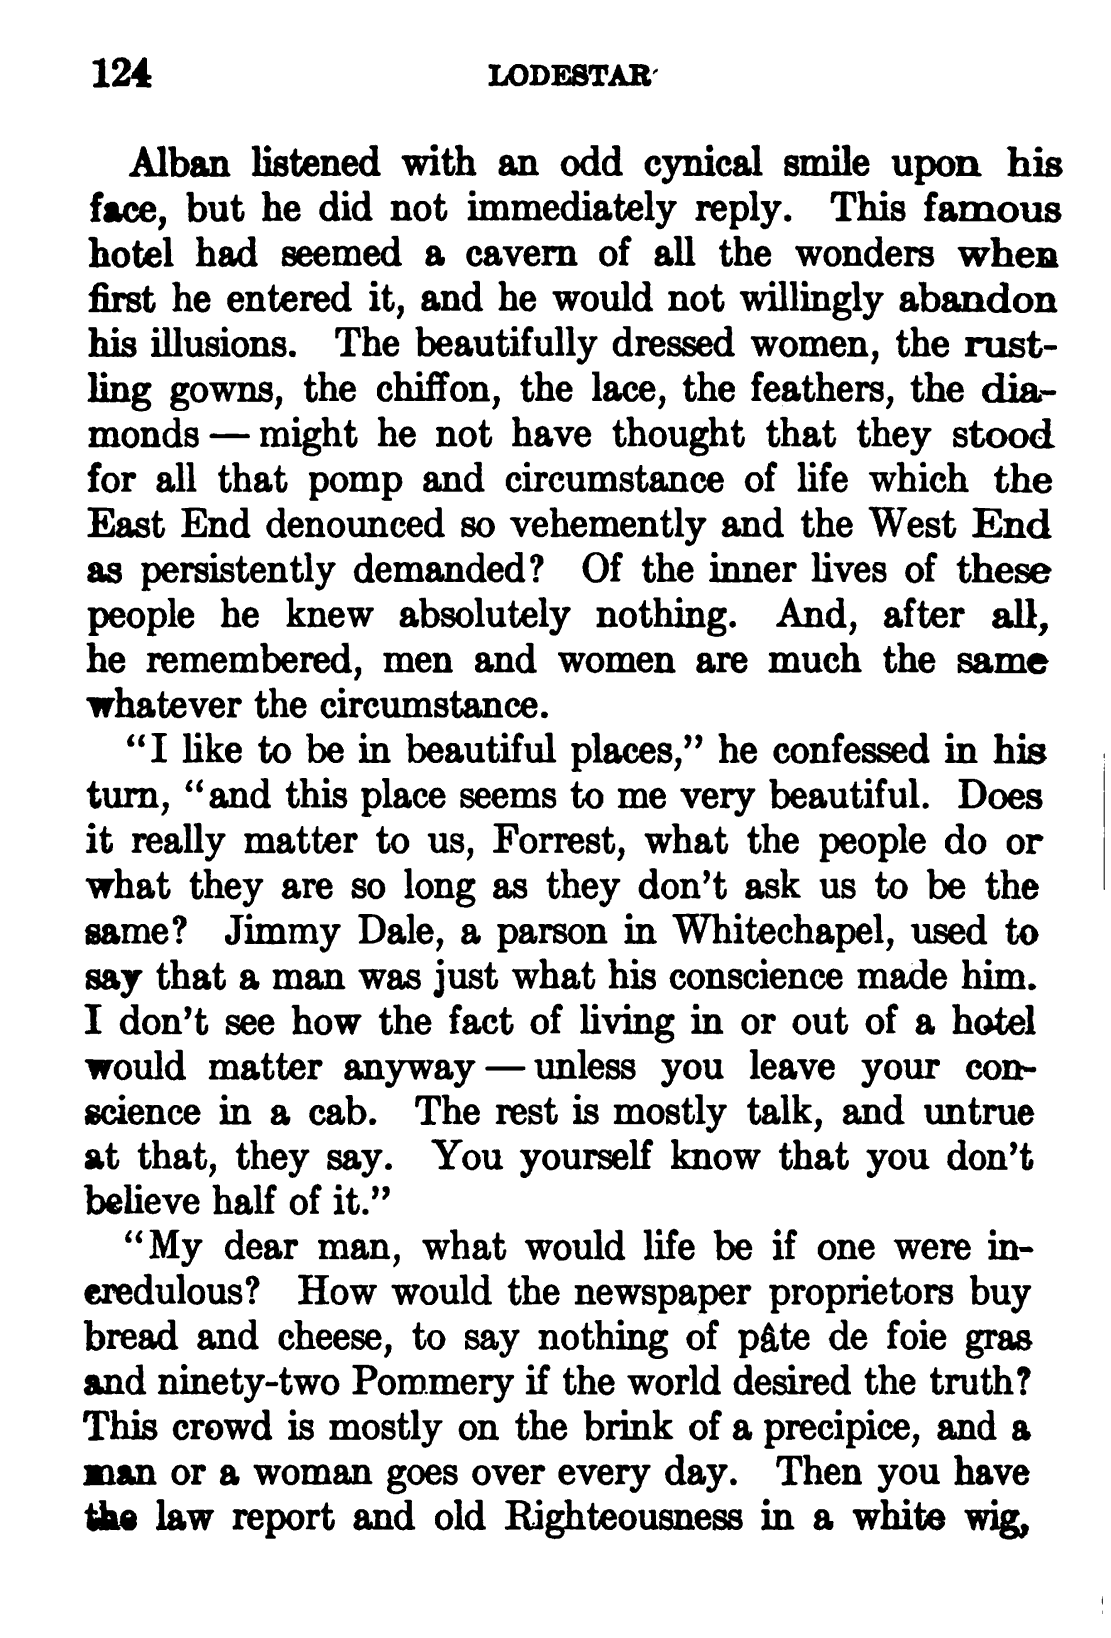 124 LODESTAR
Alban listened with an odd cynical smile upon his
face, but he did not immediately reply. This famous
hotel had seemed a cavern of all the wonders when
first he entered it, and he would not willingly abandon
his illusions. The beautifully dressed women, the rust-
ling gowns, the chiffon, the lace, the feathers, the dia-
monds — might he not have thought that they stood
for all that pomp and circumstance of life which the
East End denounced so vehemently and the West End
as persistently demanded? Of the inner lives of these
people he knew absolutely nothing. And, after all,
he remembered, men and women are much the same
whatever the circumstance.
“I like to be in beautiful places,” he confessed in his
turn, “and this place seems to me very beautiful. Does
it really matter to us, Forrest, what the people do or
what they are so long as they don’t ask us to be the
same? Jimmy Dale, a parson in Whitechapel, used to
say that a man was just what his conscience made him.
I don’t see how the fact of living in or out of a hotel
would matter anyway — unless you leave your con-
science in a cab. The rest is mostly talk, and untrue
at that, they say. You yourself know that you don’t
believe half of it.”
“My dear man, what would life be if one were in-
credulous? How would the newspaper proprietors buy
bread and cheese, to say nothing of pâte de foie gras
and ninety-two Pommery if the world desired the truth?
This crowd is mostly on the brink of a precipice, and a
man or a woman goes over every day. Then you have
the law report and old Righteousness in a white wig,